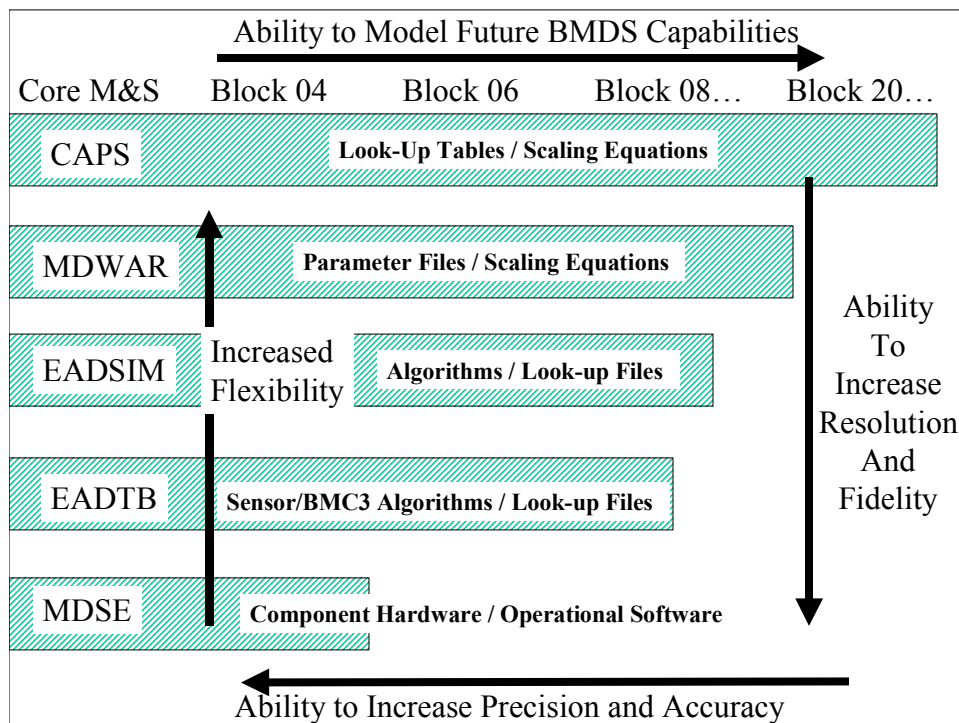 Ability to Model Future BMDS Capabilities
Core M&S Block 04 Block 06 Block 08... Block 20...
CAPS Look-Up Tables / Scaling Equations
MDWAR Parameter Files / Scaling Equations
EADSIM Algorithms / Look-up Files
Increased
Flexibility
EADTB Sensor/BMC3 Algorithms / Look-up Files
MDSE Component Hardware / Operational Software
Ability
To
Increase
Resolution
And
Fidelity
Ability to Increase Precision and Accuracy